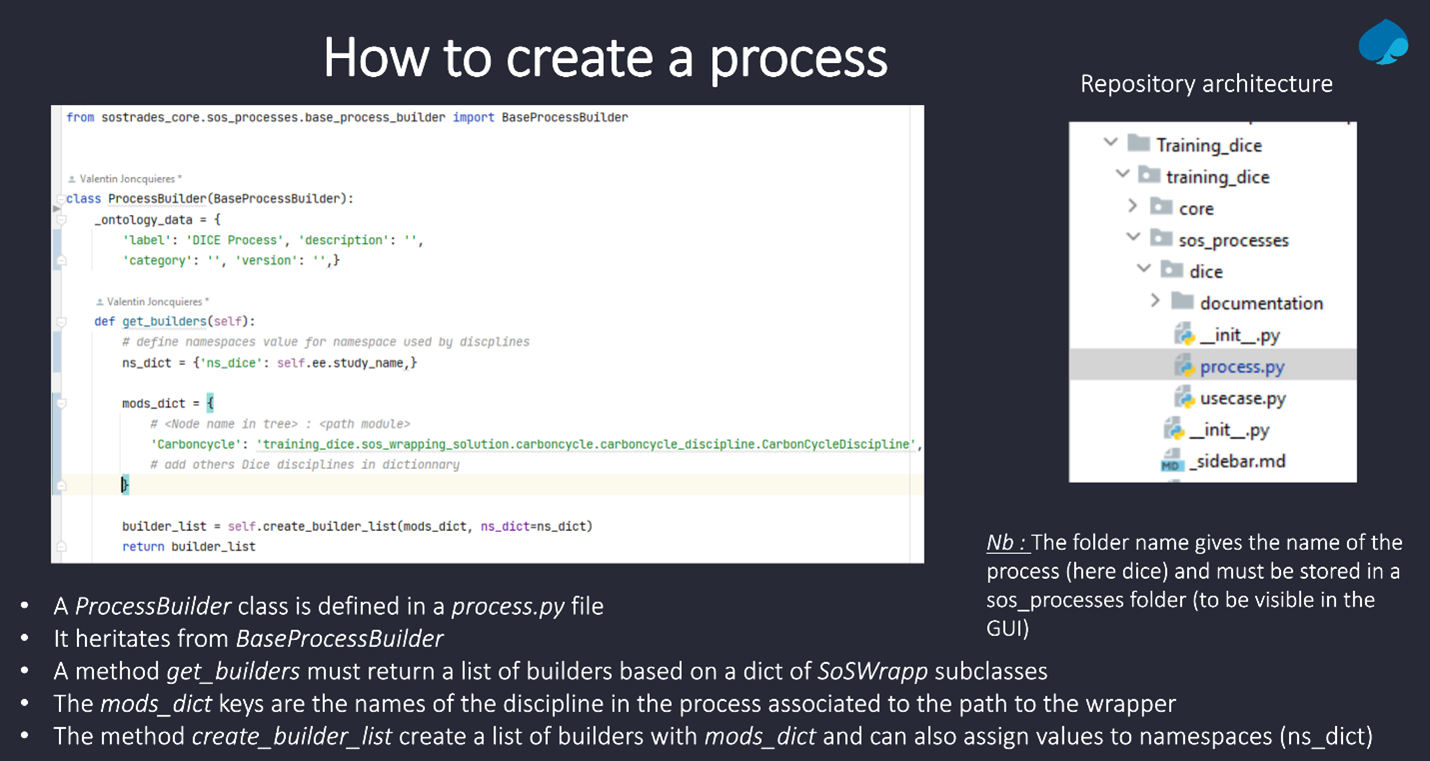 How to create a process
Repository architecture
from sostrades_core.sos_processes.base_process_builder import BaseProcessBuilder
Valentin Joncquieres *
class ProcessBuilder(BaseProcessBuilder):
_ontology_data = {
'label': 'DICE Process', 'description': '',
'category': '', 'version': '',}
Valentin Joncquieres *
def get_builders(self):
# define namespaces value for namespace used by discplines
ns_dict = {'ns_dice': self.ee.study_name,}
mods_dict = {
# <Node name in tree> : <path module>
'Carboncycle': 'training_dice.sos_wrapping_solution.carboncycle.carboncycle_discipline.CarbonCycleDiscipline',
# add others Dice disciplines in dictionnary
}
builder_list = self.create_builder_list(mods_dict, ns_dict=ns_dict)
return builder_list
Training_dice
training_dice
core
sos_processes
dice
documentation
__init__.py
process.py
usecase.py
__init__.py
MD _sidebar.md
Nb : The folder name gives the name of the
process (here dice) and must be stored in a
sos_processes folder (to be visible in the
GUI)
• A ProcessBuilder class is defined in a process.py file
• It heritates from BaseProcessBuilder
• A method get_builders must return a list of builders based on a dict of SoSWrapp subclasses
• The mods_dict keys are the names of the discipline in the process associated to the path to the wrapper
• The method create_builder_list create a list of builders with mods_dict and can also assign values to namespaces (ns_dict)